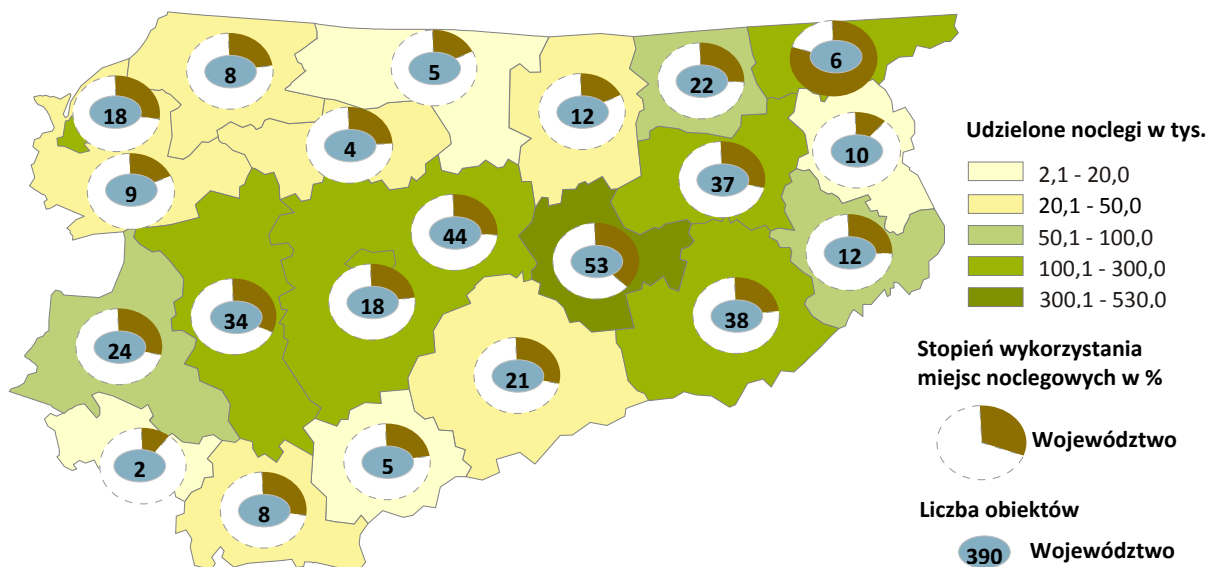 8
5
22
6
18
12
4
10
37
9
44
12
53
18
34
38
24
21
5
2
8
Udzielone noclegi w tys.
2,1 - 20,0
20,1 - 50,0
50,1 - 100,0
100,1 - 300,0
300,1 - 530,0
Stopień wykorzystania
miejsc noclegowych w %
Województwo
Liczba obiektów
390 Województwo